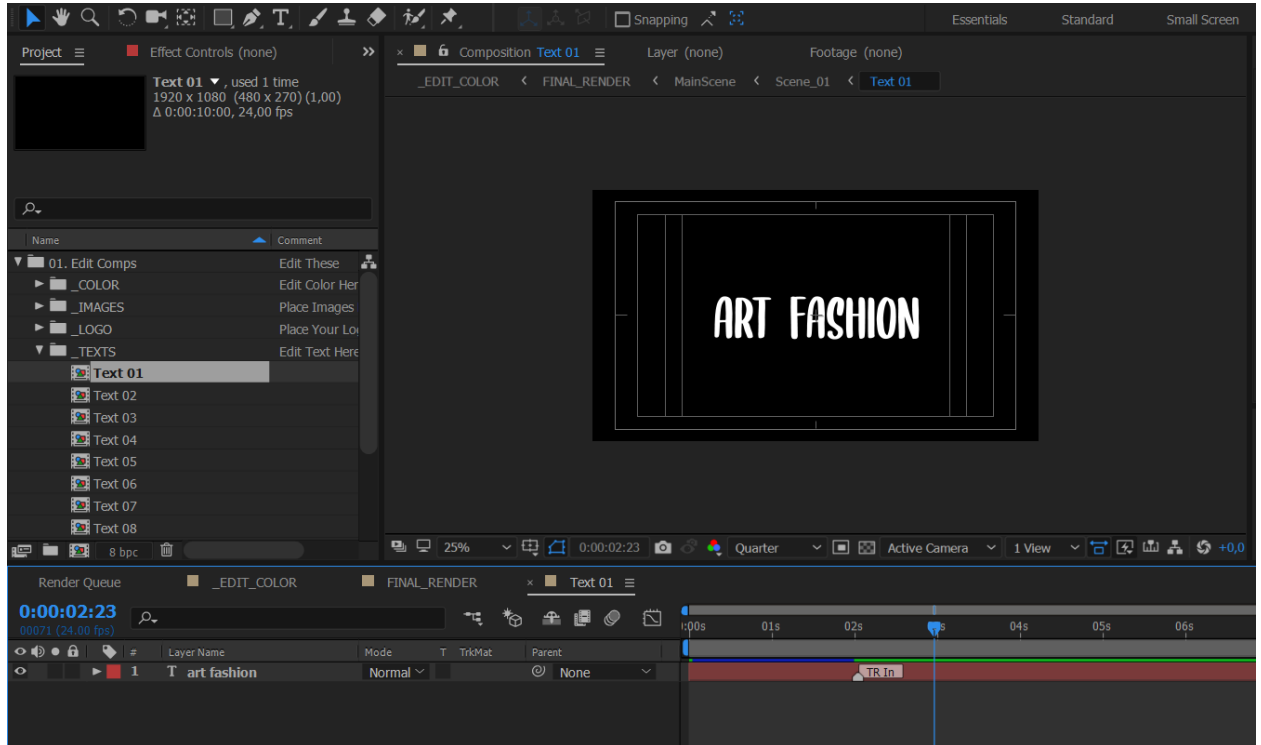 Snapping Essentials Standard Small Screen
Project Effect Controls (none) Composition Text 01 Layer (none) Footage (none)
Text 01 , used 1 time
1920 x 1080 (480 x 270) (1,00)
Δ 0:00:10:00, 24,00 fps
_EDIT_COLOR FINAL_RENDER MainScene Scene_01 Text 01
Name Comment
01. Edit Comps Edit These
_COLOR Edit Color Her
_IMAGES Place Images
_LOGO Place Your Lo
_TEXTS Edit Text Here
Text 01
Text 02
Text 03
Text 04
Text 05
Text 06
Text 07
Text 08
ART FASHION
8 bpc
25% 0:00:02:23 Quarter Active Camera 1 View +0,0
Render Queue _EDIT_COLOR FINAL_RENDER Text 01
0:00:02:23
00071 (24.00 fps)
01s 02s 04s 05s 06s
# Layer Name Mode T TrkMat Parent
1 T art fashion Normal None TR In